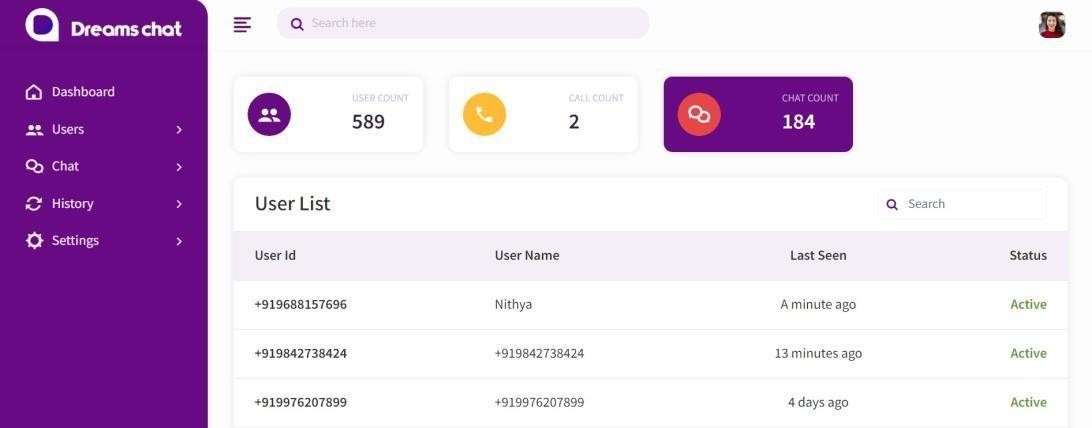 Dreams chat
Search here
Dashboard
Users
Chat
History
Settings
USER COUNT
589
CALL COUNT
2
CHAT COUNT
184
User List
Search
User Id User Name Last Seen Status
+919688157696 Nithya A minute ago Active
+919842738424 +919842738424 13 minutes ago Active
+919976207899 +919976207899 4 days ago Active